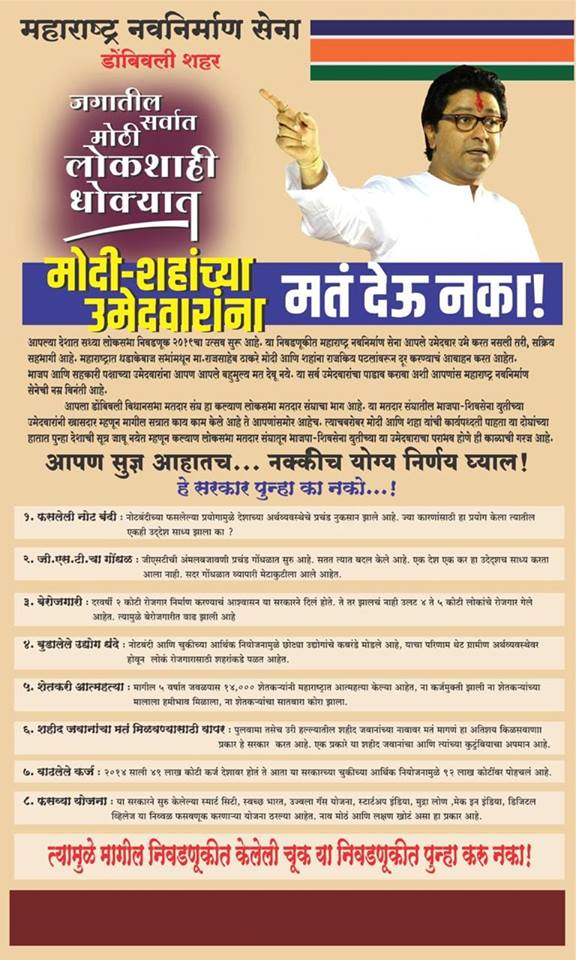 महाराष्ट्र नवनिर्माण सेना
डोंबिवली शहर
जगातील
सर्वात
मोठी
लोकशाही
धोक्यात
मोदी-शहांच्या
उमेदवारांना
मतं देऊ नका!
आपल्या देशात सध्या लोकसभा निवडणूक २०१९चा उत्सव सुरू आहे. या निवडणूकीत महाराष्ट्र नवनिर्माण सेना आपले उमेदवार उभे करत नसली तरी, सक्रिय
सहभागी आहे. महाराष्ट्रात धडाकेबाज सभांमधून मा.राजसाहेब ठाकरे मोदी आणि शहांना राजकिय पटलांवरून दूर करण्याचं आवाहन करत आहेत.
भाजप आणि सहकारी पक्षाच्या उमेदवारांना आपण आपले बहुमुल्य मत देवू नये. या सर्व उमेदवारांचा पाडाव करावा अशी आपणांस महाराष्ट्र नवनिर्माण
सेनेची नम्र विनंती आहे.
आपला डोंबिवली विधानसभा मतदार संघ हा कल्याण लोकसभा मतदार संघाचा भाग आहे. या मतदार संघातील भाजपा-शिवसेना युतीच्या
उमेदवारांनी खासदार म्हणून मागील सत्रात काय काम केले आहे ते आपणांसमोर आहेच. त्याचबरोबर मोदी आणि शहा यांची कार्यपध्दती पाहता या दोघांच्या
हातात पुन्हा देशाची सूत्र जावू नयेत म्हणून कल्याण लोकसभा मतदार संघातून भाजपा-शिवसेना युतीच्या या उमेदवाराचा पराभव होणे ही काळाची गरज आहे.
आपण सुज्ञ आहातच... नक्कीच योग्य निर्णय घ्याल!
हे सरकार पुन्हा का नको...!
१. फसलेली नोट बंदी : नोटबंदीच्या फसलेल्या प्रयोगामुळे देशाच्या अर्थव्यवस्थेचे प्रचंड नुकसान झाले आहे. ज्या कारणांसाठी हा प्रयोग केला त्यातील
एकही उद्देश साध्य झाला का ?
२. जी.एस.टी.चा गोंधळ : जीएसटीची अंमलबजावणी प्रचंड गोंधळात सुरु आहे. सतत त्यात बदल केले आहे. एक देश एक कर हा उद्देशच साध्य करता
आला नाही. सदर गोंधळात व्यापारी मेटाकुटीला आले आहेत.
३. बेरोजगारी : दरवर्षी २ कोटी रोजगार निर्माण करण्याचं आश्वासन या सरकारने दिलं होते. ते तर झालचं नाही उलट ४ ते ५ कोटी लोकांचे रोजगार गेले
आहेत. त्यामुळे बेरोजगारीत वाढ झाली आहे
४. बुडालेले उद्योग धंदे : नोटबंदी आणि चुकीच्या आर्थिक नियोजनामुळे छोट्या उद्योगांचे कबंरडे मोडले आहे, याचा परिणाम थेट ग्रामीण अर्थव्यवस्थेवर
होवून लोकं रोजगारासाठी शहरांकडे पळत आहेत.
५. शेतकरी आत्महत्या : मागील ५ वर्षात जवळपास १४,००० शेतकऱ्यांनी महाराष्ट्रात आत्महत्या केल्या आहेत, ना कर्जमुक्ती झाली ना शेतकऱ्यांच्या
मालाला हमीभाव मिळाला, ना शेतकऱ्यांचा सातबारा कोरा झाला.
६. शहीद जवानांचा मतं मिळवण्यासाठी वापर : पुलवामा तसेच उरी हल्ल्यातील शहीद जवांनाच्या नावावर मतं मागणं हा अतिशय किळसवाणाा
प्रकार हे सरकार करत आहे. एक प्रकारे या शहीद जवानांचा आणि त्यांच्या कुटुंबियाचा अपमान आहे.
७. वाढलेले कर्ज : २०१४ साली ४९ लाख कोटी कर्ज देशावर होतं ते आता या सरकारच्या चुकीच्या आर्थिक नियोजनामुळे ९२ लाख कोटींवर पोहचलं आहे.
८. फसव्या योजना : या सरकारने सुरु केलेल्या स्मार्ट सिटी, स्वच्छ भारत, उज्वला गॅस योजना, स्टार्टअप इंडिया, मुद्रा लोण ,मेक इन इंडिया, डिजिटल
व्हिलेज या निव्वळ फसवणूक करणाऱ्या योजना ठरल्या आहेत. नाव मोठं आणि लक्षण खोटं असा हा प्रकार आहे.
त्यामुळे मागील निवडणूकीत केलेली चूक या निवडणूकीत पुन्हा करु नका!